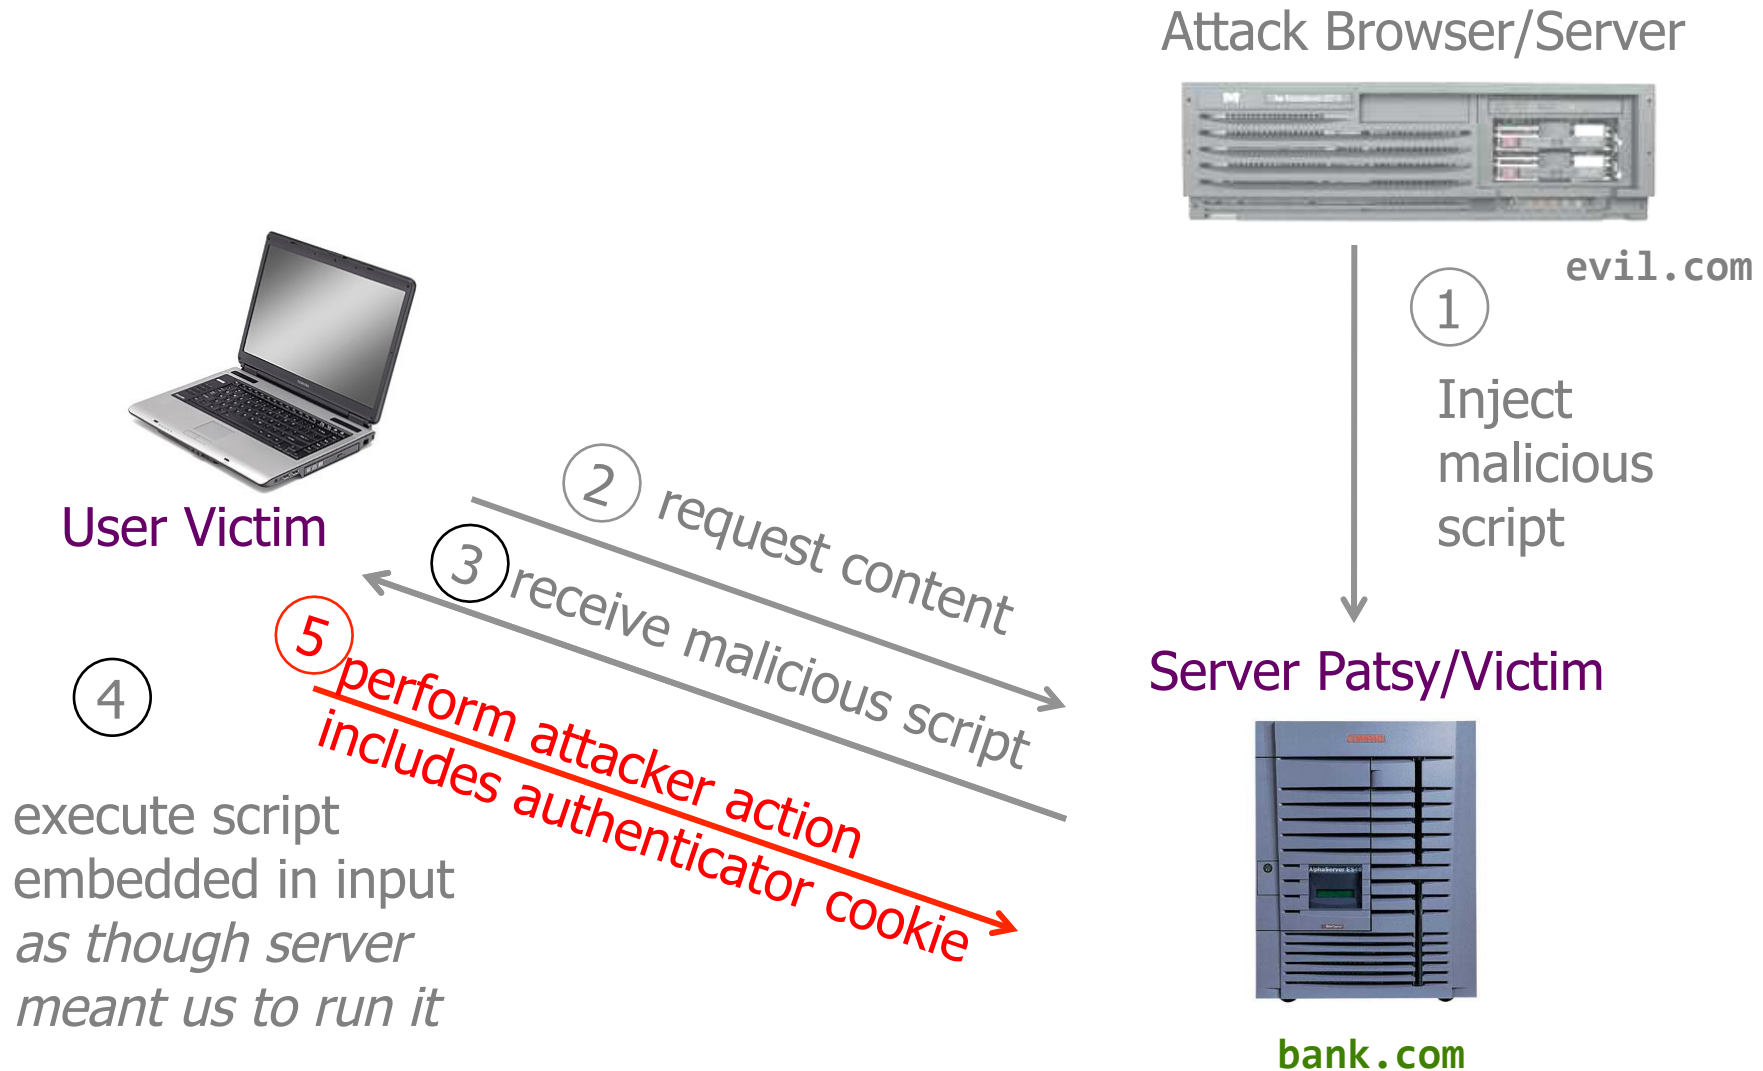 Attack Browser/Server
evil.com
1
Inject
malicious
script
User Victim
2 request content
3 receive malicious script
4
execute script
embedded in input
as though server
meant us to run it
5 perform attacker action
includes authenticator cookie
Server Patsy/Victim
AlphaServer
bank.com